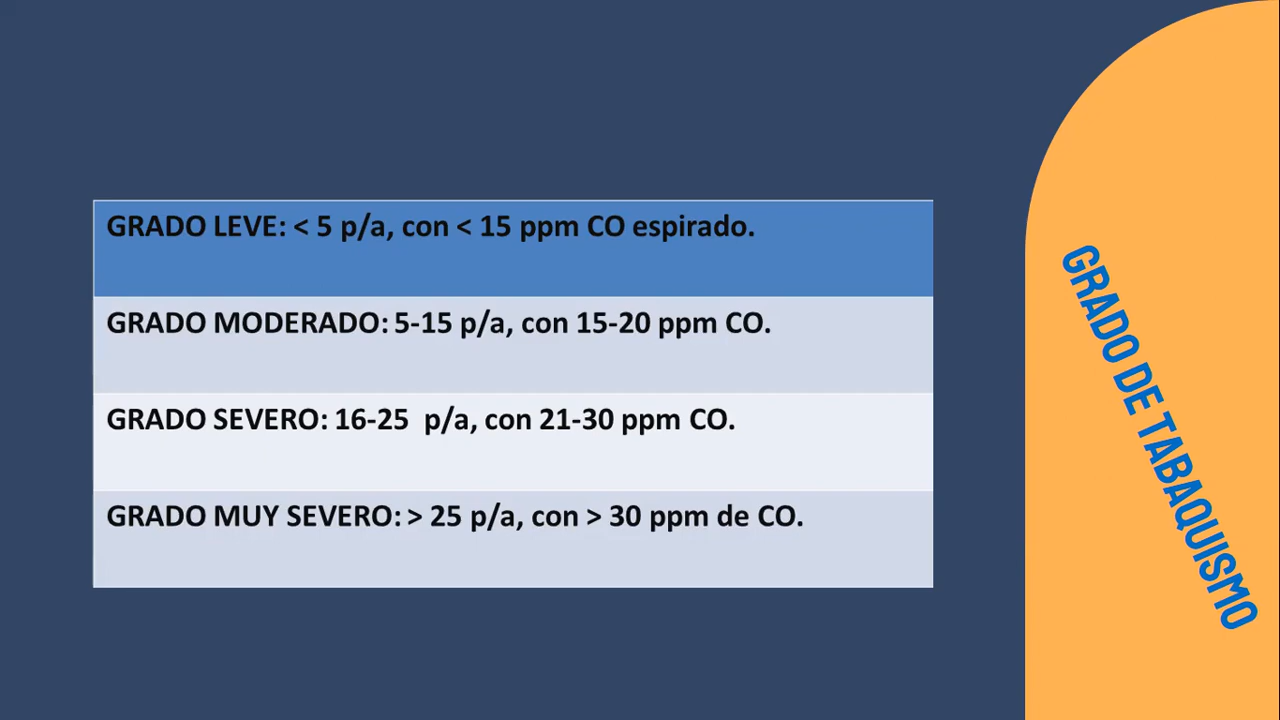 GRADO LEVE: < 5 p/a, con < 15 ppm CO espirado.
GRADO MODERADO: 5-15 p/a, con 15-20 ppm CO.
GRADO SEVERO: 16-25 p/a, con 21-30 ppm CO.
GRADO MUY SEVERO: > 25 p/a, con > 30 ppm de CO.
GRADO DE TABAQUISMO